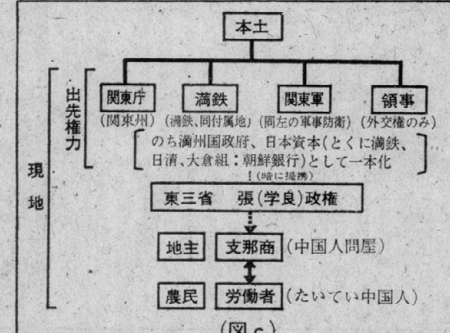 本土
関東庁 満鉄 関東軍 領事
(関東州) (満鉄、同付属地) (同左の軍事防衛) (外交権のみ)
のち満州国政府、日本資本(とくに満鉄、
日清、大倉組:朝鮮銀行)として一本化
(暗に提携)
東三省 張(学良)政権
地主 支那商 (中国人問屋)
農民 労働者 (たいてい中国人)
出先権力
現地
(図c)